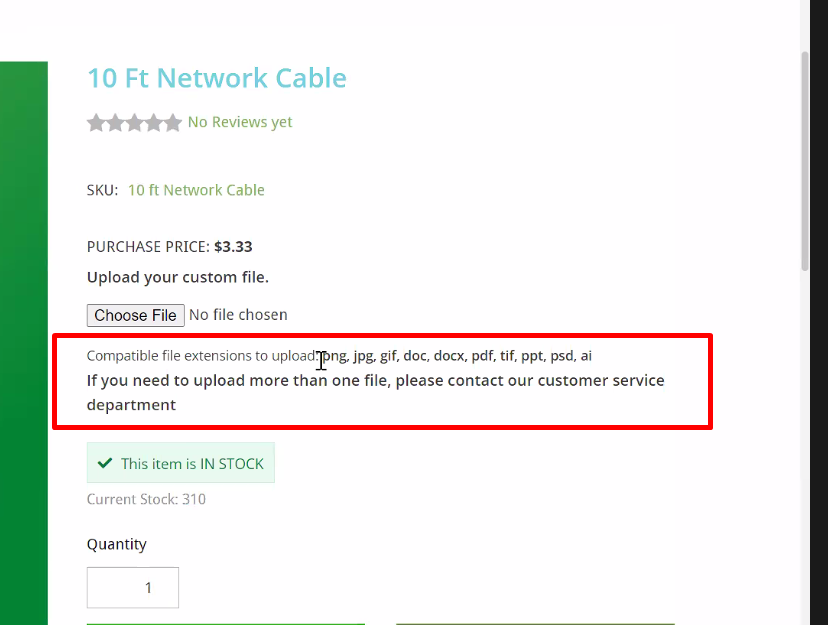 10 Ft Network Cable
No Reviews yet
SKU: 10 ft Network Cable
PURCHASE PRICE: $3.33
Upload your custom file.
Choose File No file chosen
Compatible file extensions to upload: png, jpg, gif, doc, docx, pdf, tif, ppt, psd, ai
If you need to upload more than one file, please contact our customer service
department
This item is IN STOCK
Current Stock: 310
Quantity
1